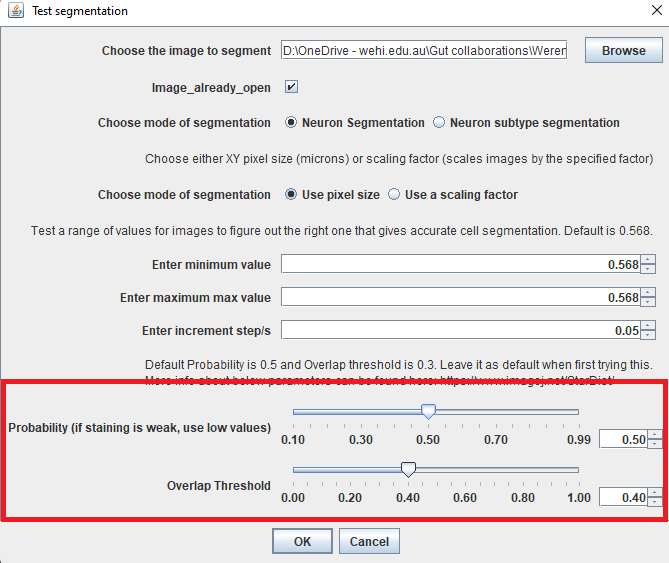 Test segmentation
Choose the image to segment D:\OneDrive - wehi.edu.au\Gut collaborations\Weren Browse
Image_already_open
Choose mode of segmentation Neuron Segmentation Neuron subtype segmentation
Choose either XY pixel size (microns) or scaling factor (scales images by the specified factor)
Choose mode of segmentation Use pixel size Use a scaling factor
Test a range of values for images to figure out the right one that gives accurate cell segmentation. Default is 0.568.
Enter minimum value 0.568
Enter maximum max value 0.568
Enter increment step/s 0.05
Default Probability is 0.5 and Overlap threshold is 0.3. Leave it as default when first trying this.
More info about below parameters can be found here: https://www.imagej.net/StarDist/
Probability (if staining is weak, use low values) 0.50
0.10 0.30 0.50 0.70 0.99
Overlap Threshold 0.40
0.00 0.20 0.40 0.60 0.80 1.00
OK Cancel